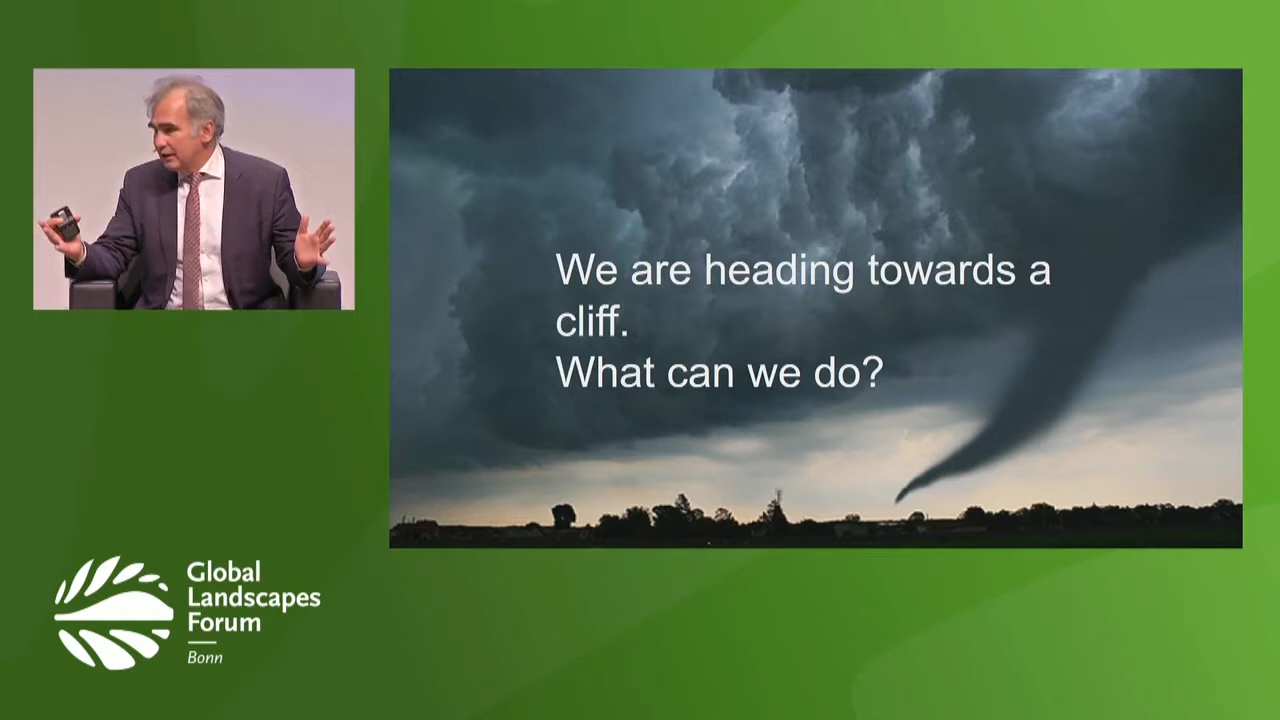 We are heading towards a
cliff.
What can we do?
Global
Landscapes
Forum
Bonn